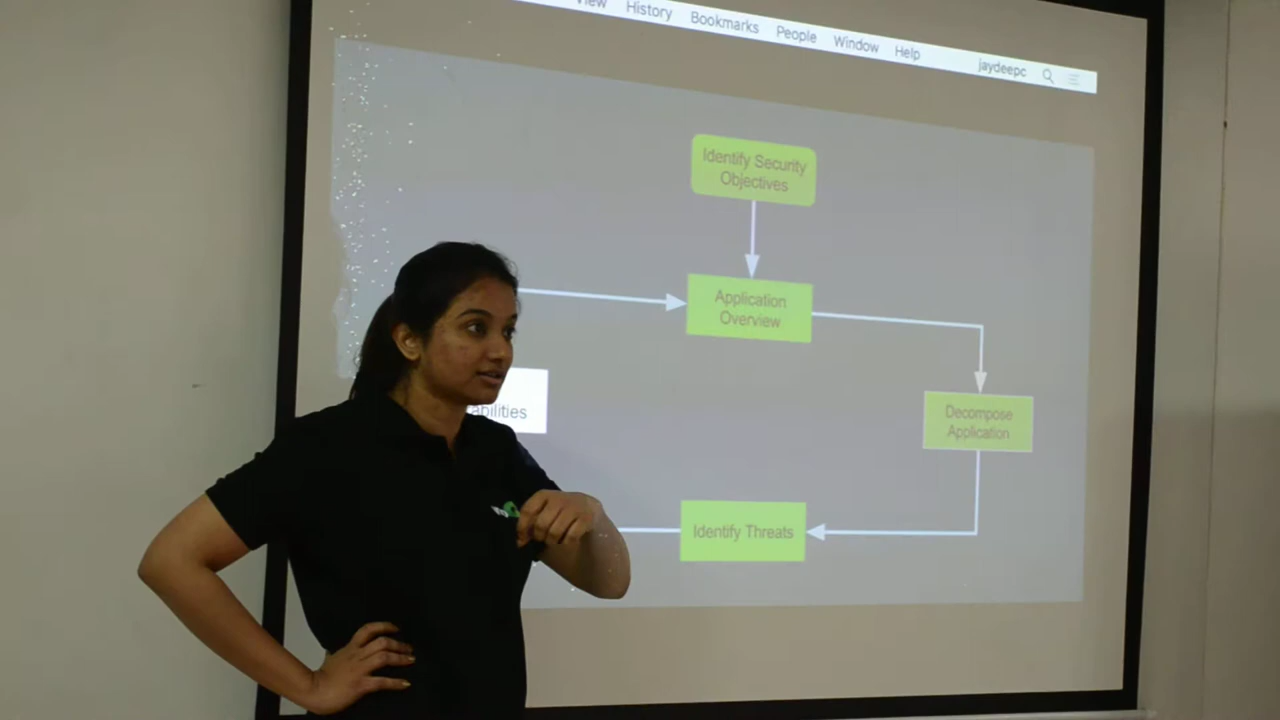 View History Bookmarks People Window Help jaydeepc
Identify Security
Objectives
Application
Overview
Decompose
Application
abilities
Identify Threats